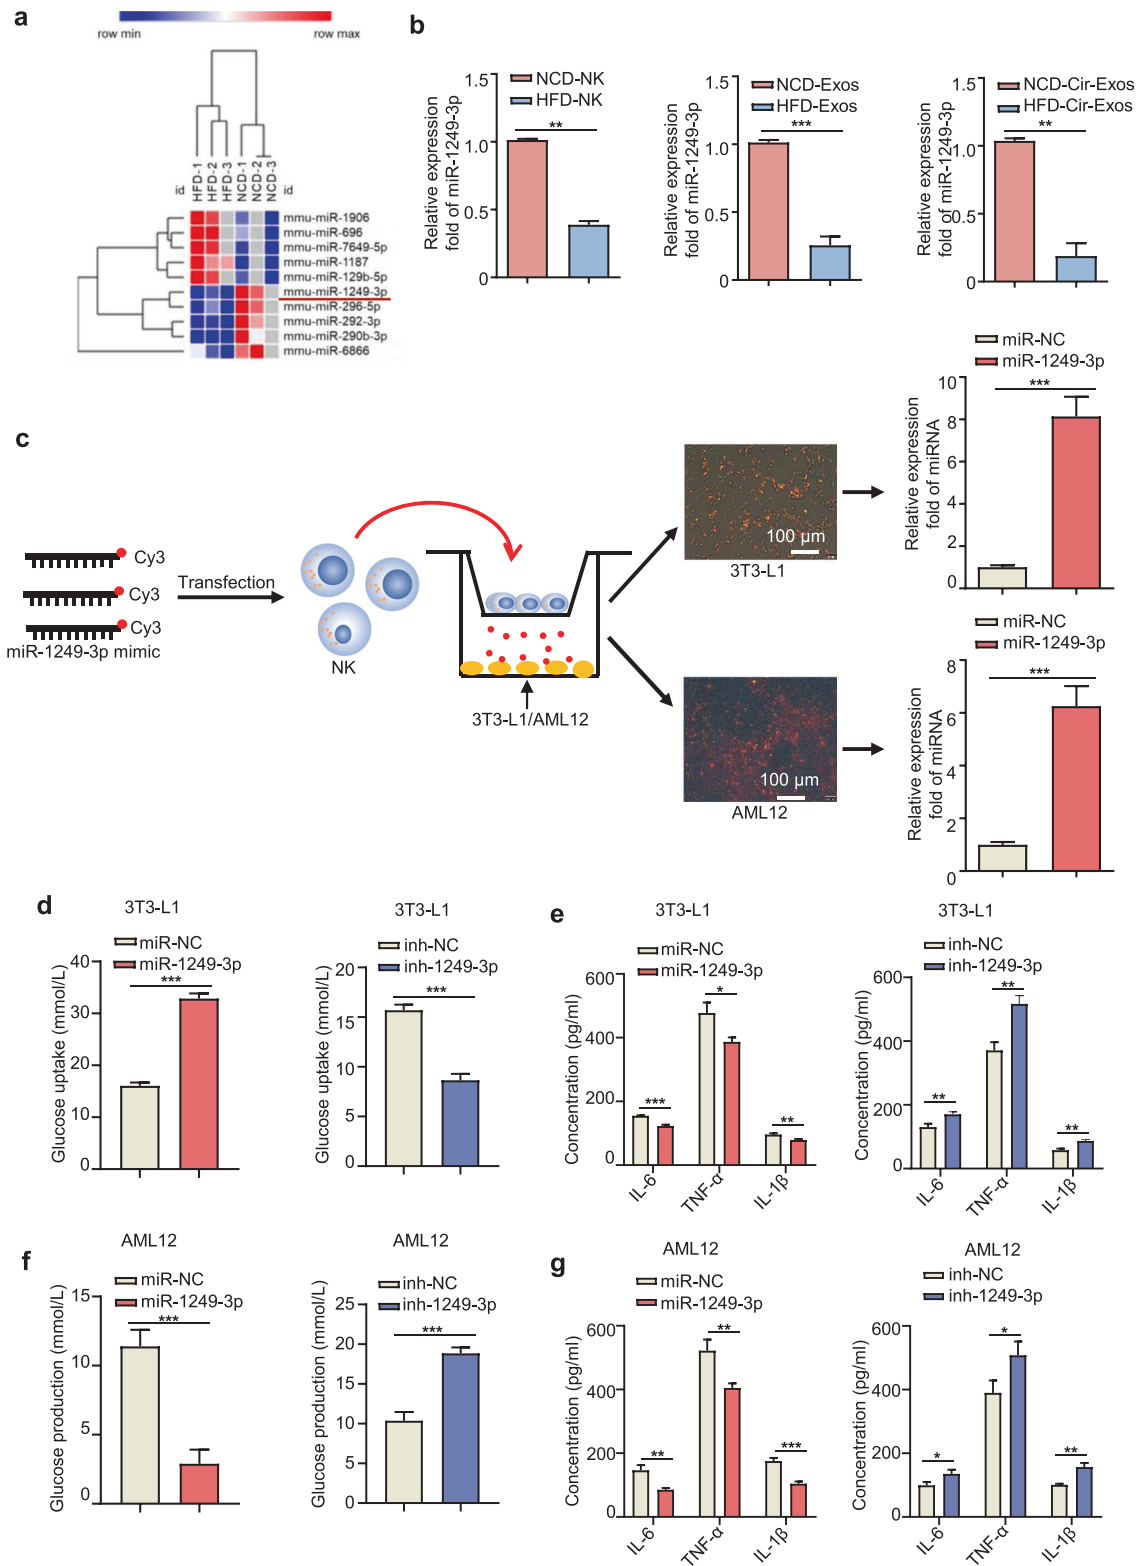 a
row min
row max
id
HFD-1
HFD-2
HFD-3
NCD-1
NCD-2
NCD-3
id
mmu-miR-1906
mmu-miR-696
mmu-miR-7649-5p
mmu-miR-1187
mmu-miR-129b-5p
mmu-miR-1249-3p
mmu-miR-296-5p
mmu-miR-292-3p
mmu-miR-290b-3p
mmu-miR-6866
b
Relative expression
fold of miR-1249-3p
1.5
1.0
0.5
0
NCD-NK
HFD-NK
**
Relative expression
fold of miR-1249-3p
1.5
1.0
0.5
0
NCD-Exos
HFD-Exos
***
Relative expression
fold of miR-1249-3p
1.5
1.0
0.5
0
NCD-Cir-Exos
HFD-Cir-Exos
**
c
Cy3
Cy3
Cy3
miR-1249-3p mimic
Transfection
NK
3T3-L1/AML12
100 µm
3T3-L1
100 µm
AML12
miR-NC
miR-1249-3p
***
Relative expression
fold of miRNA
10
8
6
4
2
0
miR-NC
miR-1249-3p
***
Relative expression
fold of miRNA
8
6
4
2
0
d
3T3-L1
miR-NC
miR-1249-3p
***
Glucose uptake (mmol/L)
40
30
20
10
0
3T3-L1
inh-NC
inh-1249-3p
***
Glucose uptake (mmol/L)
20
15
10
5
0
e
3T3-L1
miR-NC
miR-1249-3p
Concentration (pg/ml)
600
400
200
0
***
*
**
IL-6
TNF-α
IL-1β
3T3-L1
inh-NC
inh-1249-3p
Concentration (pg/ml)
600
400
200
0
**
**
**
IL-6
TNF-α
IL-1β
f
AML12
miR-NC
miR-1249-3p
***
Glucose production (mmol/L)
15
10
5
0
AML12
inh-NC
inh-1249-3p
***
Glucose production (mmol/L)
25
20
15
10
5
0
g
AML12
miR-NC
miR-1249-3p
Concentration (pg/ml)
600
400
200
0
**
**
***
IL-6
TNF-α
IL-1β
AML12
inh-NC
inh-1249-3p
Concentration (pg/ml)
600
400
200
0
*
*
**
IL-6
TNF-α
IL-1β